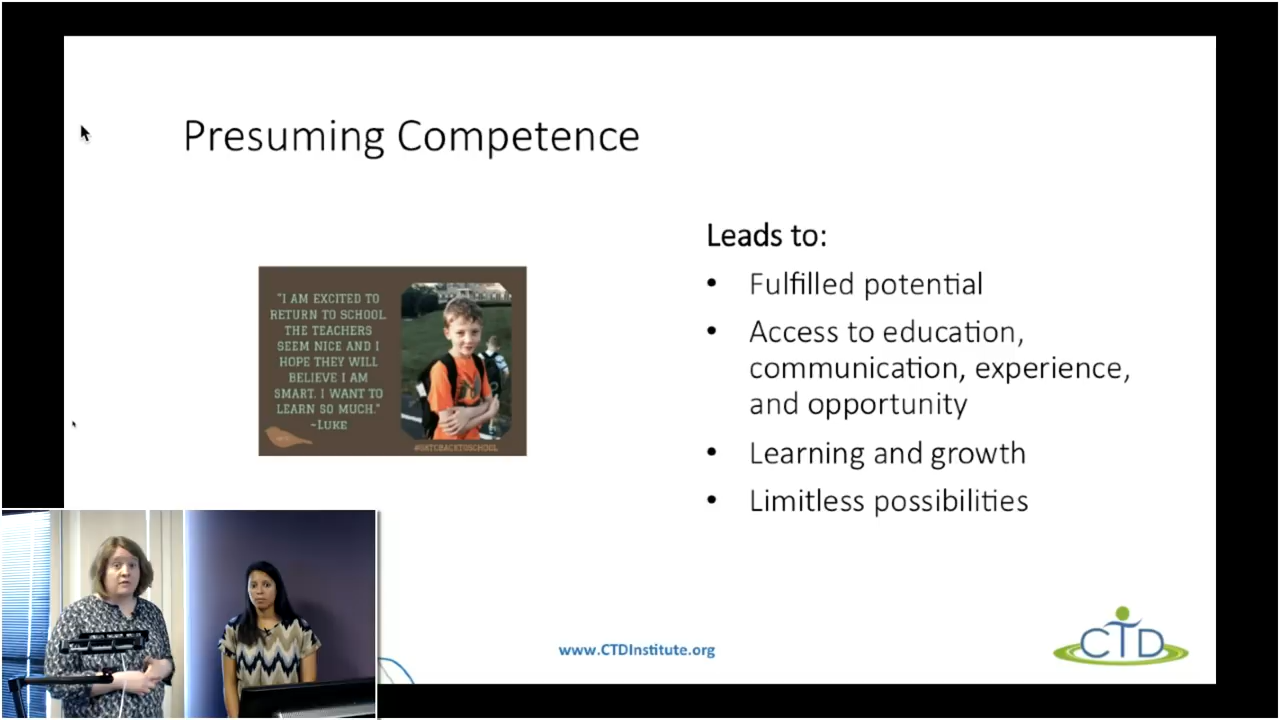 Presuming Competence
"I AM EXCITED TO
RETURN TO SCHOOL.
THE TEACHERS
SEEM NICE AND I
HOPE THEY WILL
BELIEVE I AM
SMART. I WANT TO
LEARN SO MUCH."
~LUKE
Leads to:
• Fulfilled potential
• Access to education,
communication, experience,
and opportunity
• Learning and growth
• Limitless possibilities
www.CTDInstitute.org
CTD